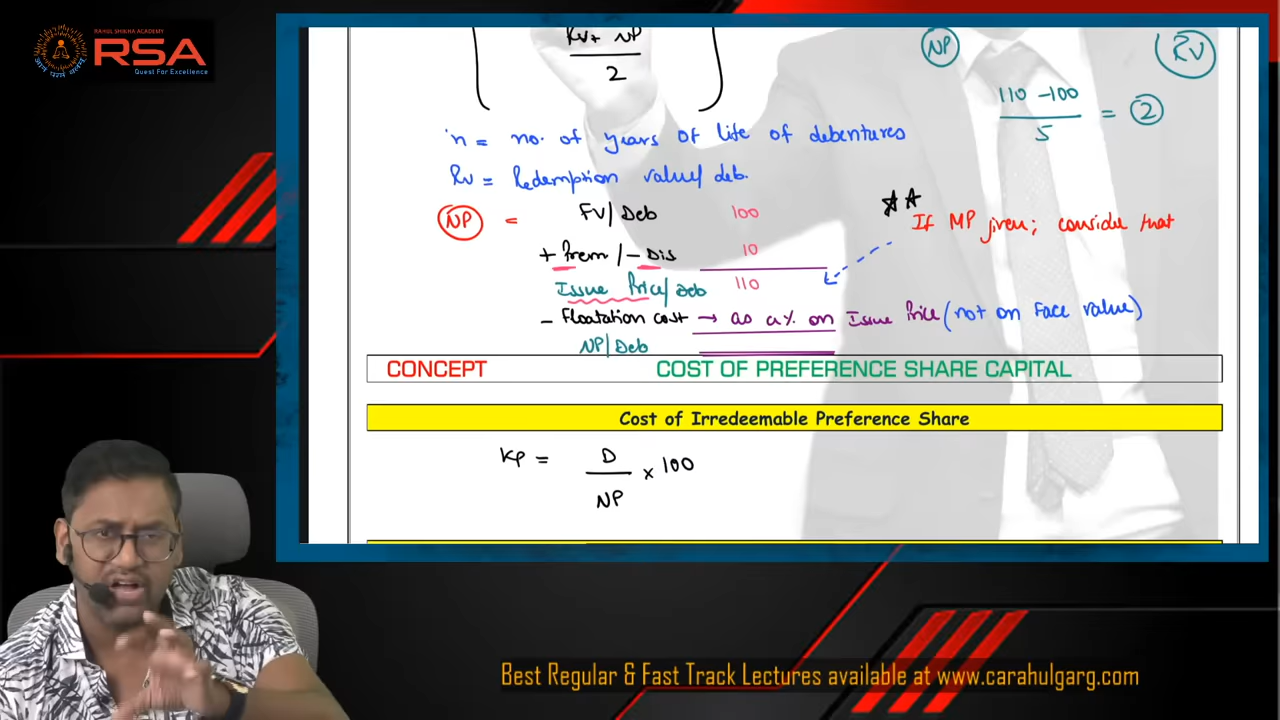 RAHUL SHIKHA ACADEMY
RSA
Quest For Excellence
RV+ NP
2
n = no. of years of life of debentures
RV = Redemption value/deb.
NP = FV/Deb 100
+ Prem/- Dis 10
Issue Price/Deb 110
- Floatation cost → as a % on Issue Price (not on Face value)
NP/Deb
NP
RV
110 -100
5
= 2
If MP given; consider that
CONCEPT COST OF PREFERENCE SHARE CAPITAL
Cost of Irredeemable Preference Share
Kp = D
NP
x 100
Best Regular & Fast Track Lectures available at www.carahulgarg.com